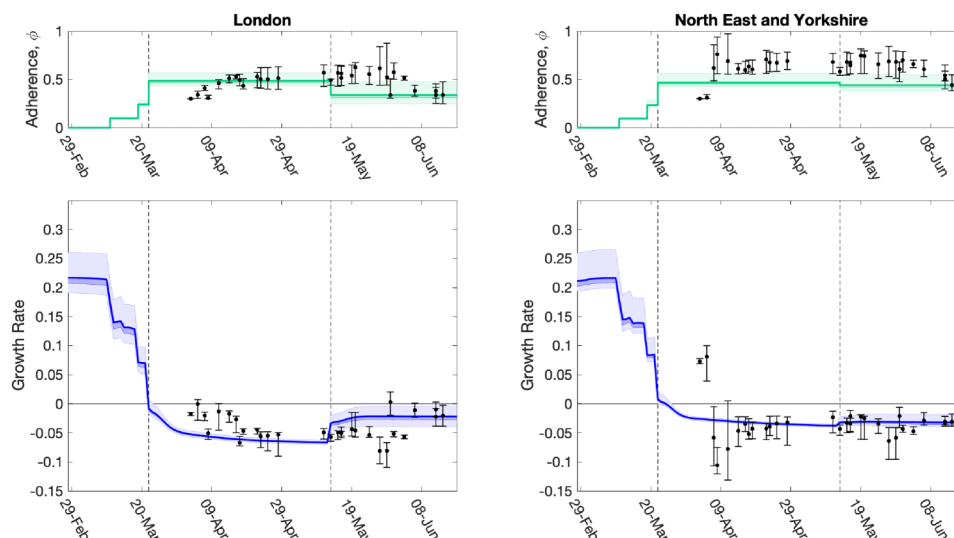 London
North East and Yorkshire
Adherence, ϕ
1
0.5
0
29-Feb
20-Mar
09-Apr
29-Apr
19-May
08-Jun
Adherence, ϕ
1
0.5
0
29-Feb
20-Mar
09-Apr
29-Apr
19-May
08-Jun
Growth Rate
0.3
0.25
0.2
0.15
0.1
0.05
0
-0.05
-0.1
-0.15
29-Feb
20-Mar
09-Apr
29-Apr
19-May
08-Jun
Growth Rate
0.3
0.25
0.2
0.15
0.1
0.05
0
-0.05
-0.1
-0.15
29-Feb
20-Mar
09-Apr
29-Apr
19-May
08-Jun